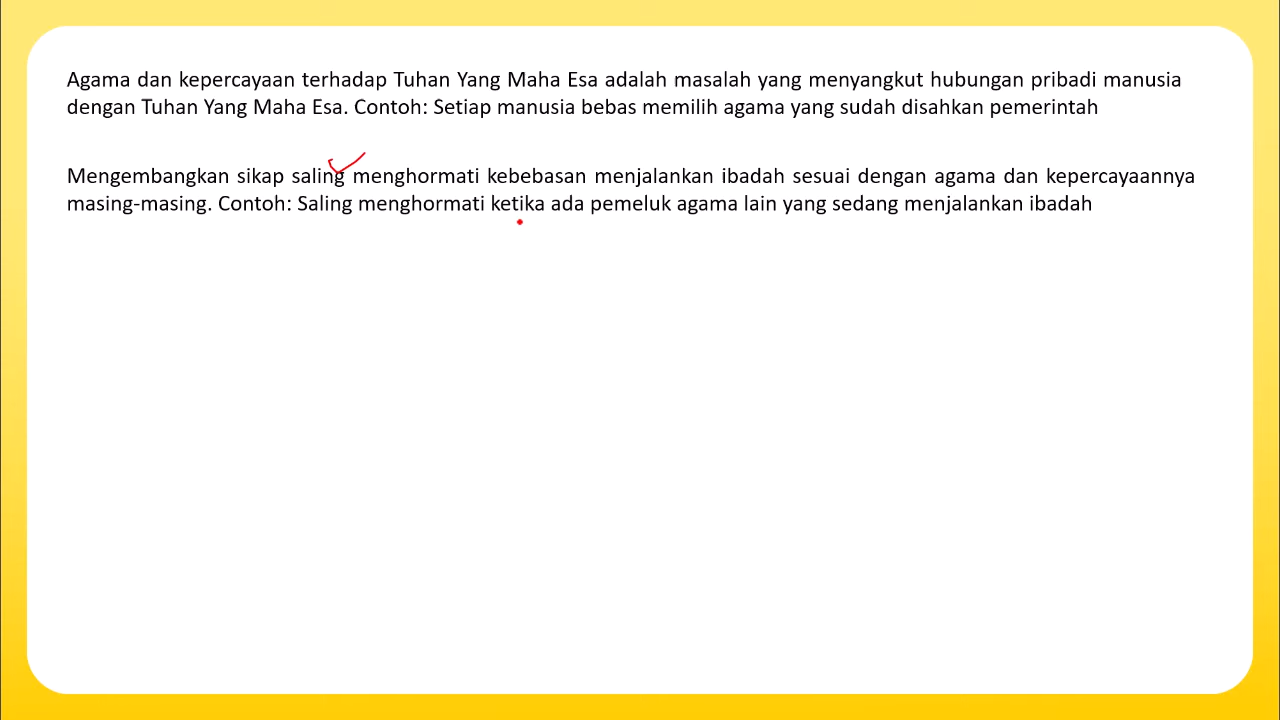 Agama dan kepercayaan terhadap Tuhan Yang Maha Esa adalah masalah yang menyangkut hubungan pribadi manusia
dengan Tuhan Yang Maha Esa. Contoh: Setiap manusia bebas memilih agama yang sudah disahkan pemerintah
Mengembangkan sikap saling menghormati kebebasan menjalankan ibadah sesuai dengan agama dan kepercayaannya
masing-masing. Contoh: Saling menghormati ketika ada pemeluk agama lain yang sedang menjalankan ibadah